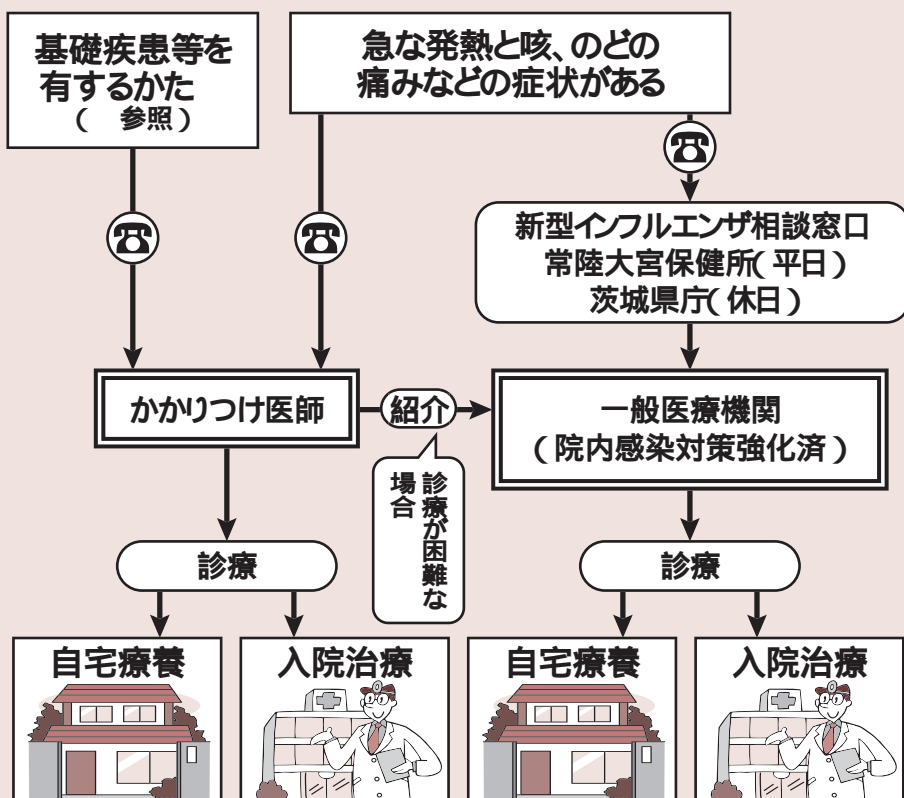 基礎疾患等を
有するかた
(　参照)
急な発熱と咳、のどの
痛みなどの症状がある
新型インフルエンザ相談窓口
常陸大宮保健所(平日)
茨城県庁(休日)
かかりつけ医師
紹介
一般医療機関
(院内感染対策強化済)
診療が困難な
場合
診療
診療
自宅療養
入院治療
自宅療養
入院治療